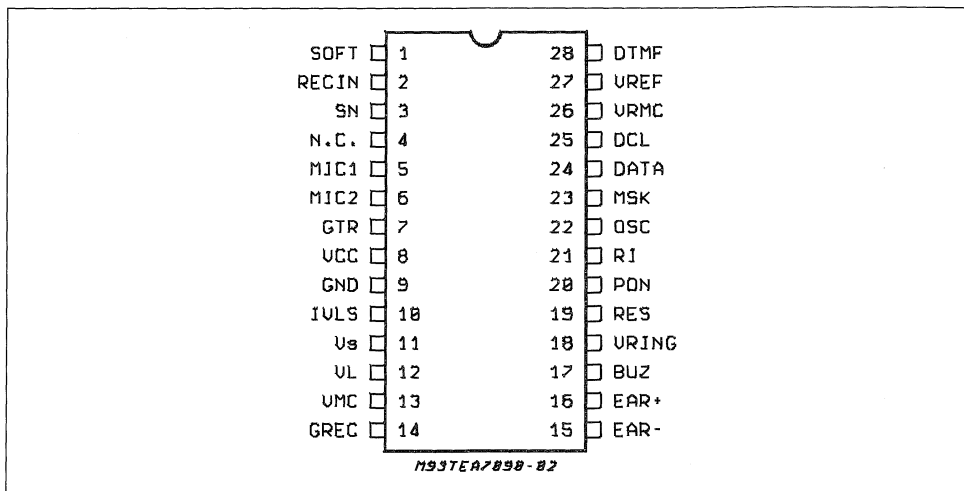 SOFT 1 28 DTMF
RECIN 2 27 VREF
SN 3 26 VRMC
N.C. 4 25 DCL
MIC1 5 24 DATA
MIC2 6 23 MSK
GTR 7 22 OSC
VCC 8 21 RI
GND 9 20 PON
IVLS 10 19 RES
Vs 11 18 VRING
VL 12 17 BUZ
VMC 13 16 EAR+
GREC 14 15 EAR-
M93TEA7090-02